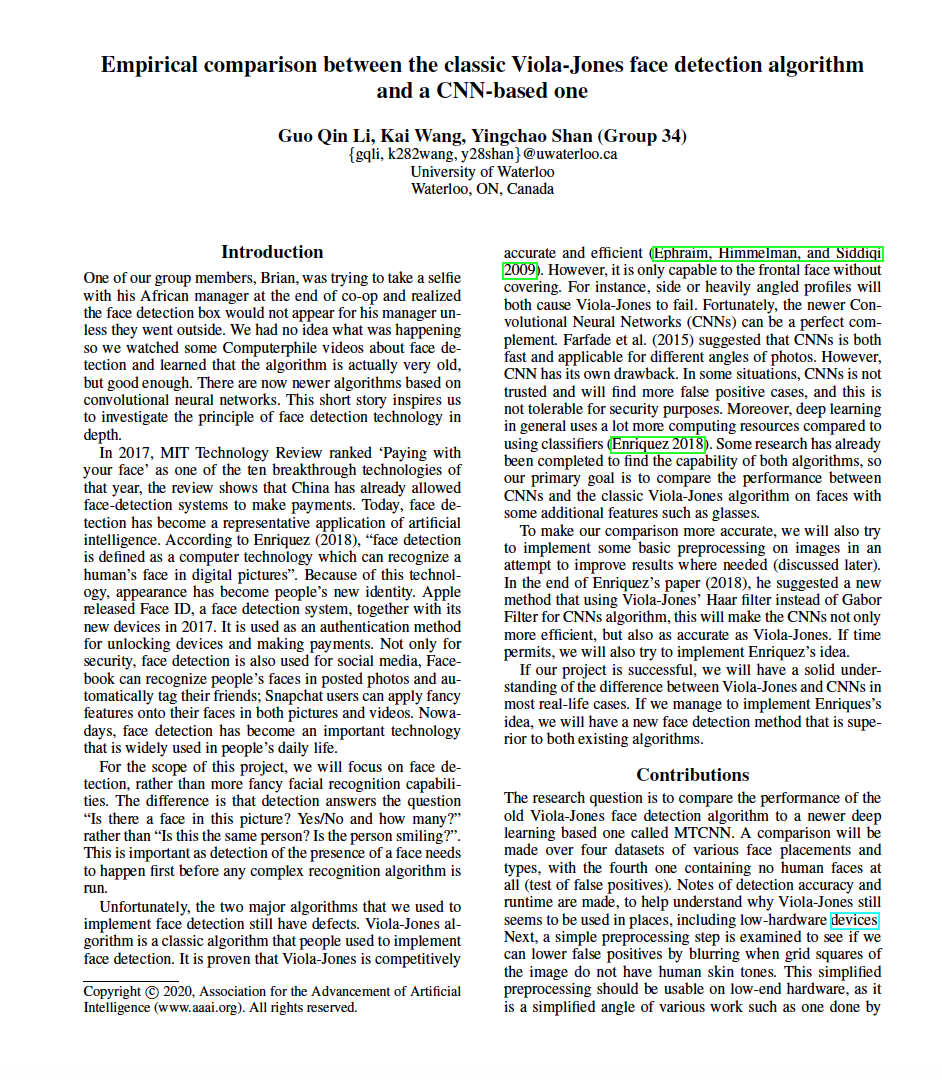 Empirical comparison between the classic Viola-Jones face detection algorithm
and a CNN-based one
Guo Qin Li, Kai Wang, Yingchao Shan (Group 34)
{gqli, k282wang, y28shan}@uwaterloo.ca
University of Waterloo
Waterloo, ON, Canada
Introduction
One of our group members, Brian, was trying to take a selfie
with his African manager at the end of co-op and realized
the face detection box would not appear for his manager un-
less they went outside. We had no idea what was happening
so we watched some Computerphile videos about face de-
tection and learned that the algorithm is actually very old,
but good enough. There are now newer algorithms based on
convolutional neural networks. This short story inspires us
to investigate the principle of face detection technology in
depth.
In 2017, MIT Technology Review ranked ‘Paying with
your face’ as one of the ten breakthrough technologies of
that year, the review shows that China has already allowed
face-detection systems to make payments. Today, face de-
tection has become a representative application of artificial
intelligence. According to Enriquez (2018), “face detection
is defined as a computer technology which can recognize a
human’s face in digital pictures”. Because of this technol-
ogy, appearance has become people’s new identity. Apple
released Face ID, a face detection system, together with its
new devices in 2017. It is used as an authentication method
for unlocking devices and making payments. Not only for
security, face detection is also used for social media, Face-
book can recognize people’s faces in posted photos and au-
tomatically tag their friends; Snapchat users can apply fancy
features onto their faces in both pictures and videos. Nowa-
days, face detection has become an important technology
that is widely used in people’s daily life.
For the scope of this project, we will focus on face de-
tection, rather than more fancy facial recognition capabili-
ties. The difference is that detection answers the question
“Is there a face in this picture? Yes/No and how many?”
rather than “Is this the same person? Is the person smiling?”.
This is important as detection of the presence of a face needs
to happen first before any complex recognition algorithm is
run.
Unfortunately, the two major algorithms that we used to
implement face detection still have defects. Viola-Jones al-
gorithm is a classic algorithm that people used to implement
face detection. It is proven that Viola-Jones is competitively
Copyright © 2020, Association for the Advancement of Artificial
Intelligence (www.aaai.org). All rights reserved.
accurate and efficient (Ephraim, Himmelman, and Siddiqi
2009). However, it is only capable to the frontal face without
covering. For instance, side or heavily angled profiles will
both cause Viola-Jones to fail. Fortunately, the newer Con-
volutional Neural Networks (CNNs) can be a perfect com-
plement. Farfade et al. (2015) suggested that CNNs is both
fast and applicable for different angles of photos. However,
CNN has its own drawback. In some situations, CNNs is not
trusted and will find more false positive cases, and this is
not tolerable for security purposes. Moreover, deep learning
in general uses a lot more computing resources compared to
using classifiers (Enriquez 2018). Some research has already
been completed to find the capability of both algorithms, so
our primary goal is to compare the performance between
CNNs and the classic Viola-Jones algorithm on faces with
some additional features such as glasses.
To make our comparison more accurate, we will also try
to implement some basic preprocessing on images in an
attempt to improve results where needed (discussed later).
In the end of Enriquez’s paper (2018), he suggested a new
method that using Viola-Jones’ Haar filter instead of Gabor
Filter for CNNs algorithm, this will make the CNNs not only
more efficient, but also as accurate as Viola-Jones. If time
permits, we will also try to implement Enriquez’s idea.
If our project is successful, we will have a solid under-
standing of the difference between Viola-Jones and CNNs in
most real-life cases. If we manage to implement Enriques’s
idea, we will have a new face detection method that is supe-
rior to both existing algorithms.
Contributions
The research question is to compare the performance of the
old Viola-Jones face detection algorithm to a newer deep
learning based one called MTCNN. A comparison will be
made over four datasets of various face placements and
types, with the fourth one containing no human faces at
all (test of false positives). Notes of detection accuracy and
runtime are made, to help understand why Viola-Jones still
seems to be used in places, including low-hardware devices
Next, a simple preprocessing step is examined to see if we
can lower false positives by blurring when grid squares of
the image do not have human skin tones. This simplified
preprocessing should be usable on low-end hardware, as it
is a simplified angle of various work such as one done by